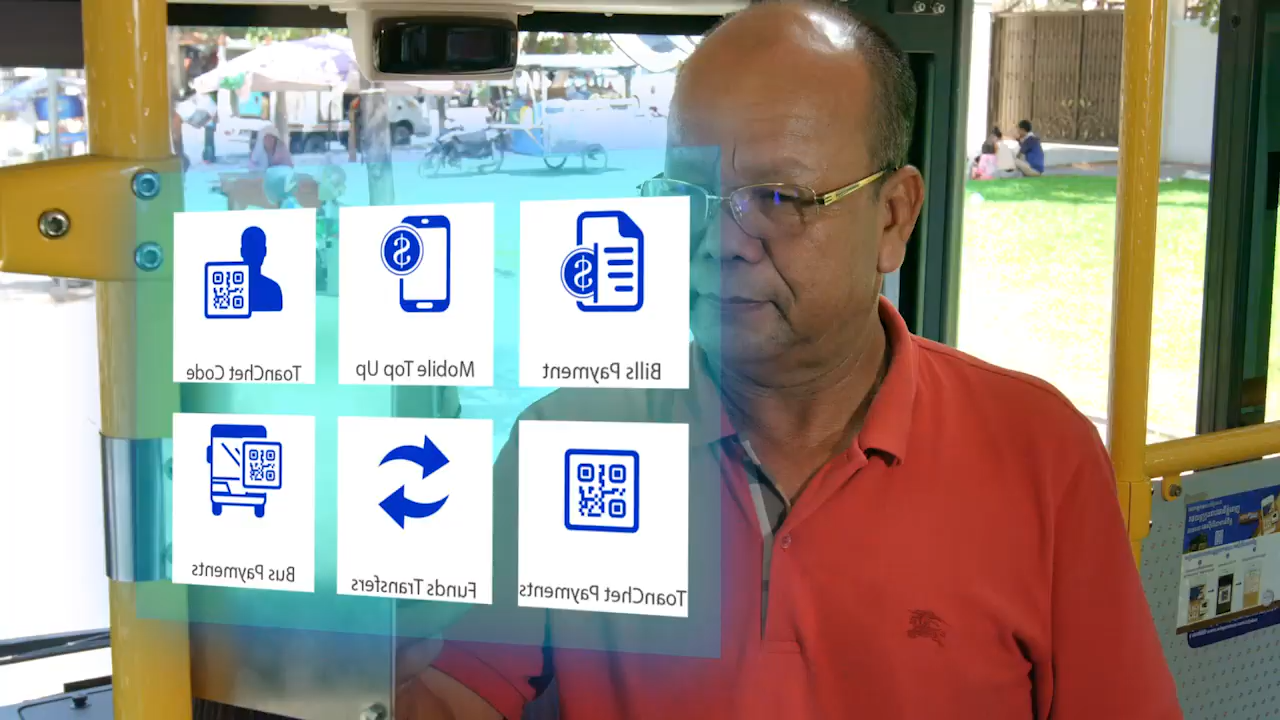 ToanChet Code
Mobile Top Up
Bills Payment
Bus Payments
Funds Transfers
ToanChet Payments